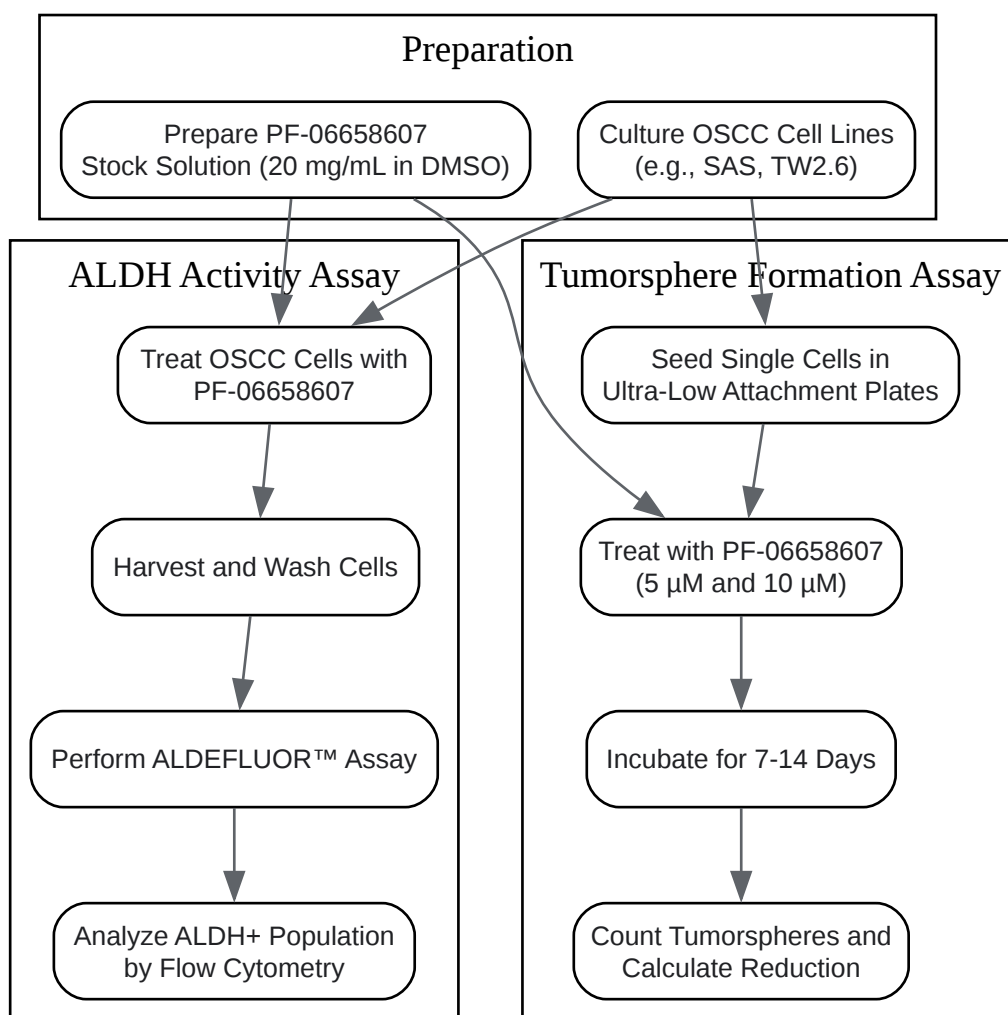 Preparation
Prepare PF-06658607
Stock Solution (20 mg/mL in DMSO)
Culture OSCC Cell Lines
(e.g., SAS, TW2.6)
ALDH Activity Assay
Treat OSCC Cells with
PF-06658607
Harvest and Wash Cells
Perform ALDEFLUOR™ Assay
Analyze ALDH+ Population
by Flow Cytometry
Tumorsphere Formation Assay
Seed Single Cells in
Ultra-Low Attachment Plates
Treat with PF-06658607
(5 µM and 10 µM)
Incubate for 7-14 Days
Count Tumorspheres and
Calculate Reduction